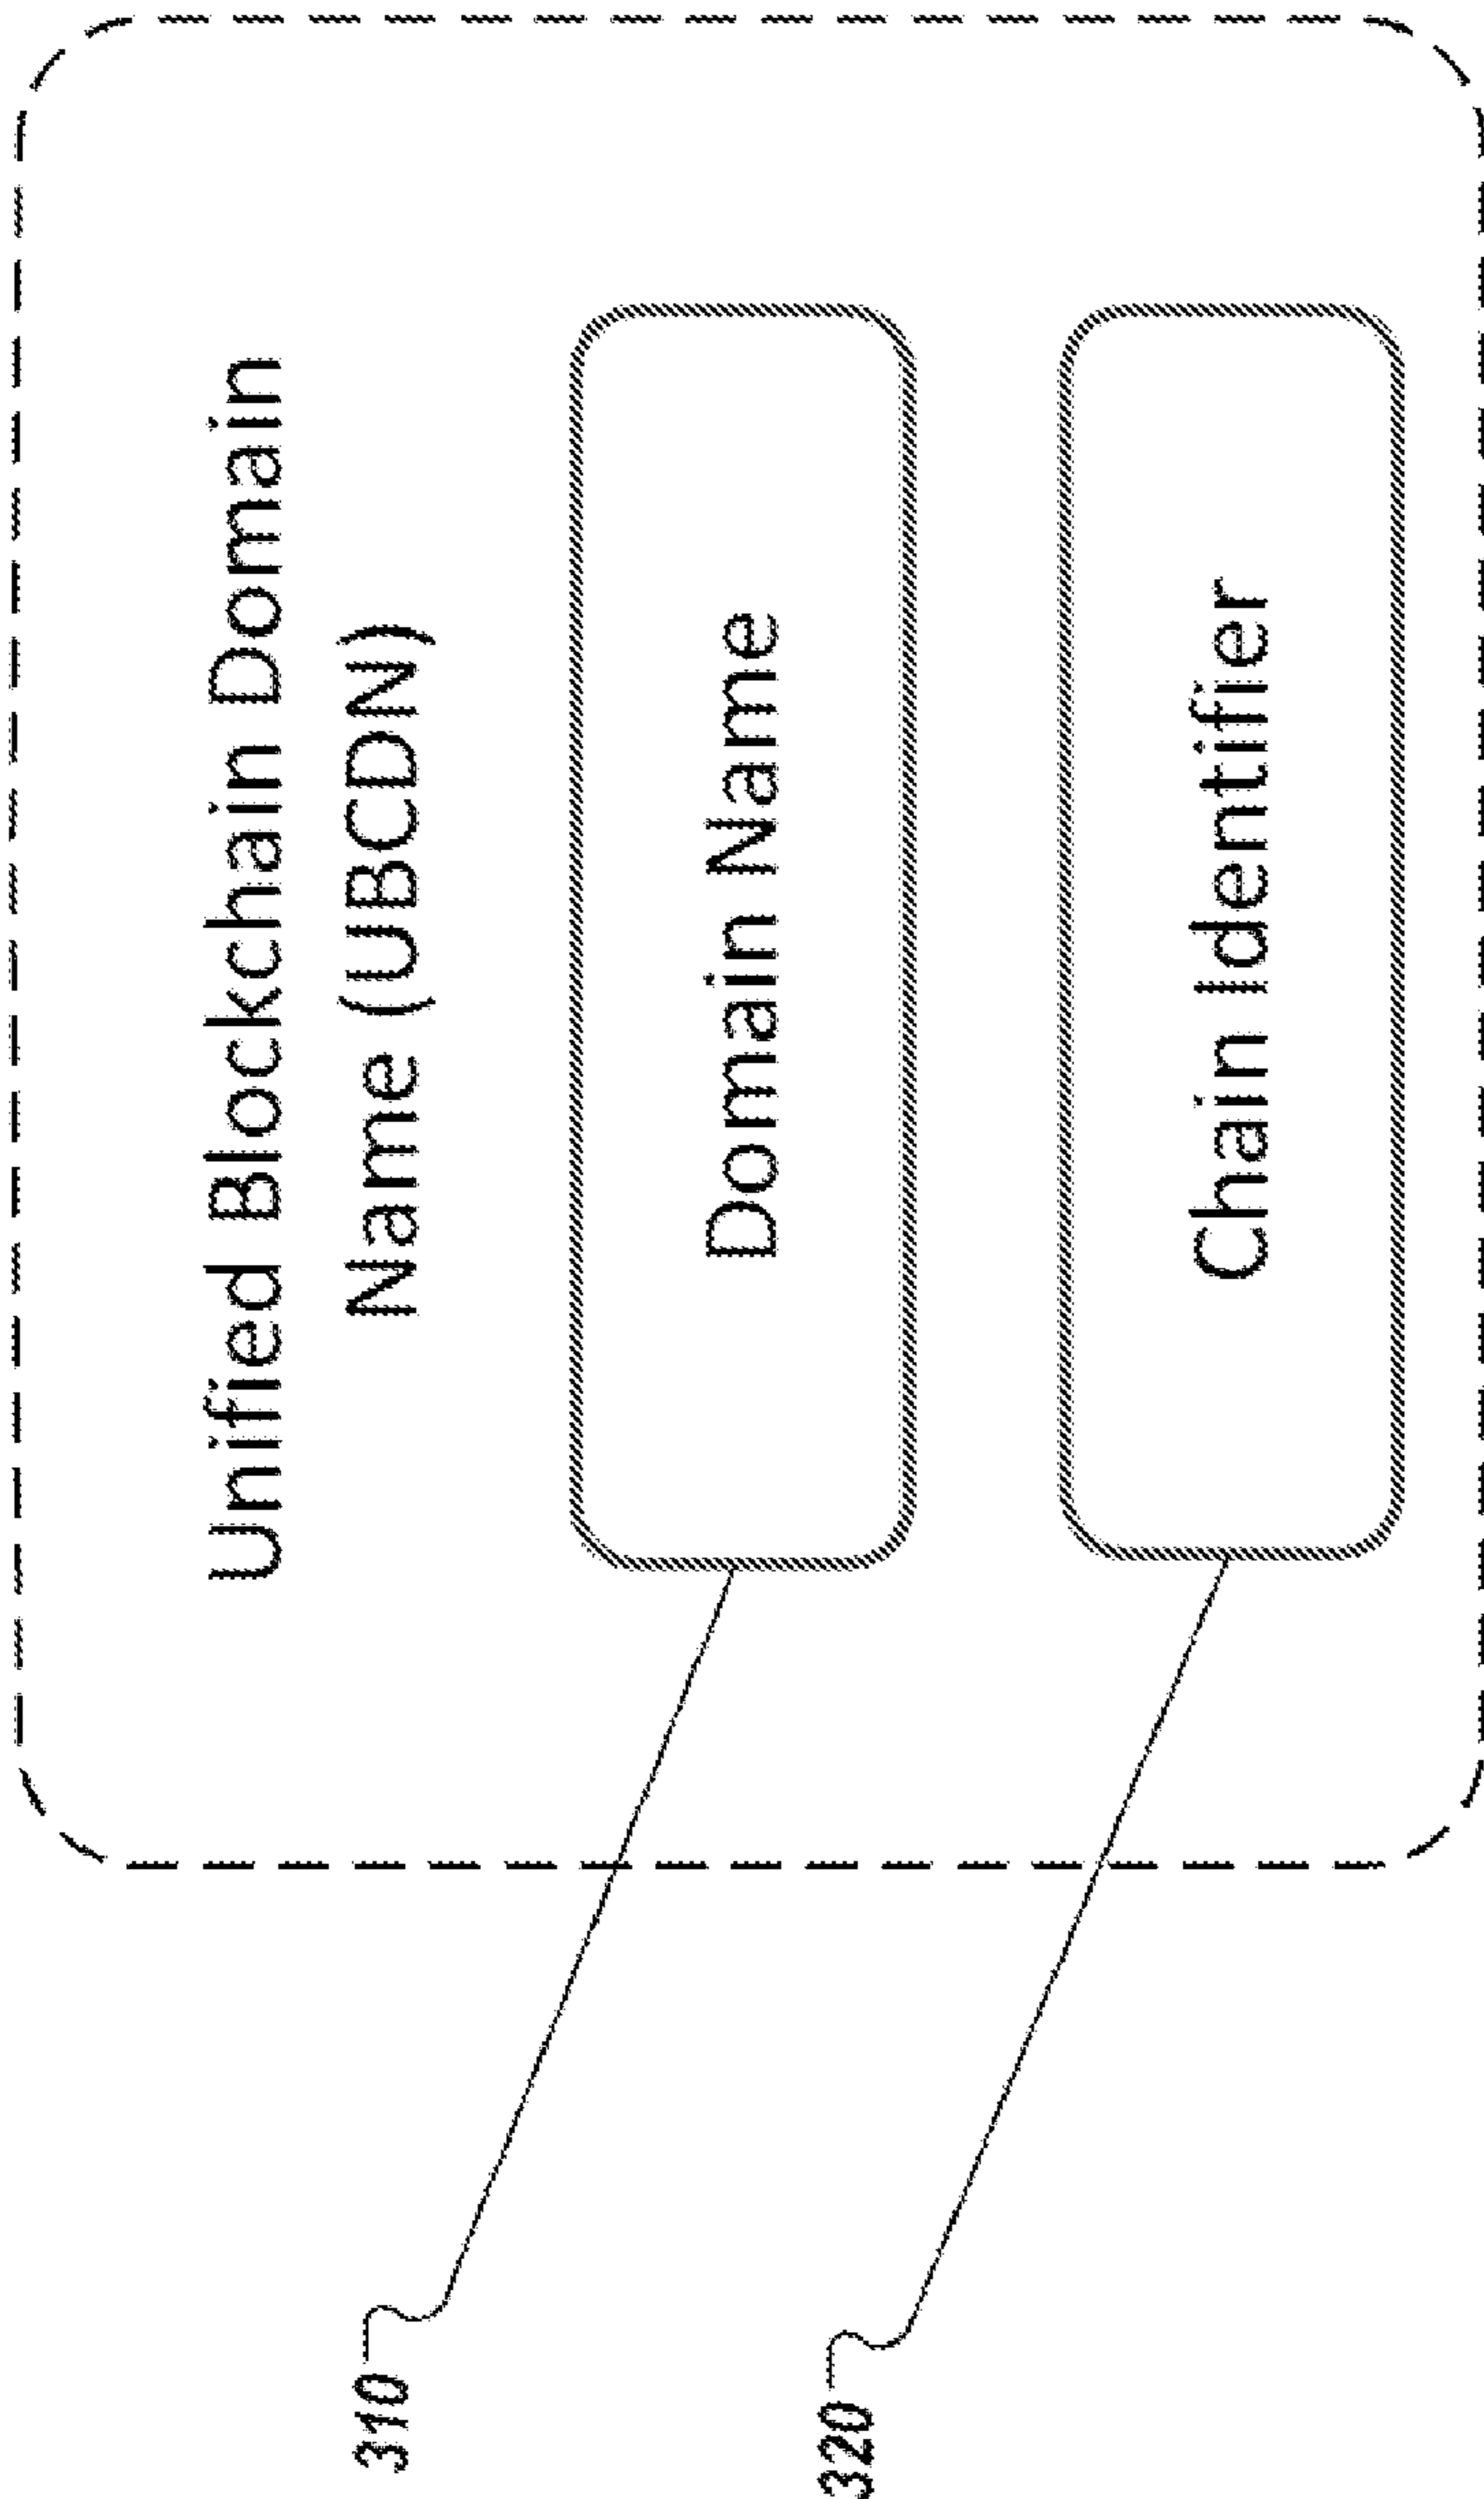 Unified Blockchain Domain
Name (UBCDN)
310
Domain Name
320
Chain Identifier